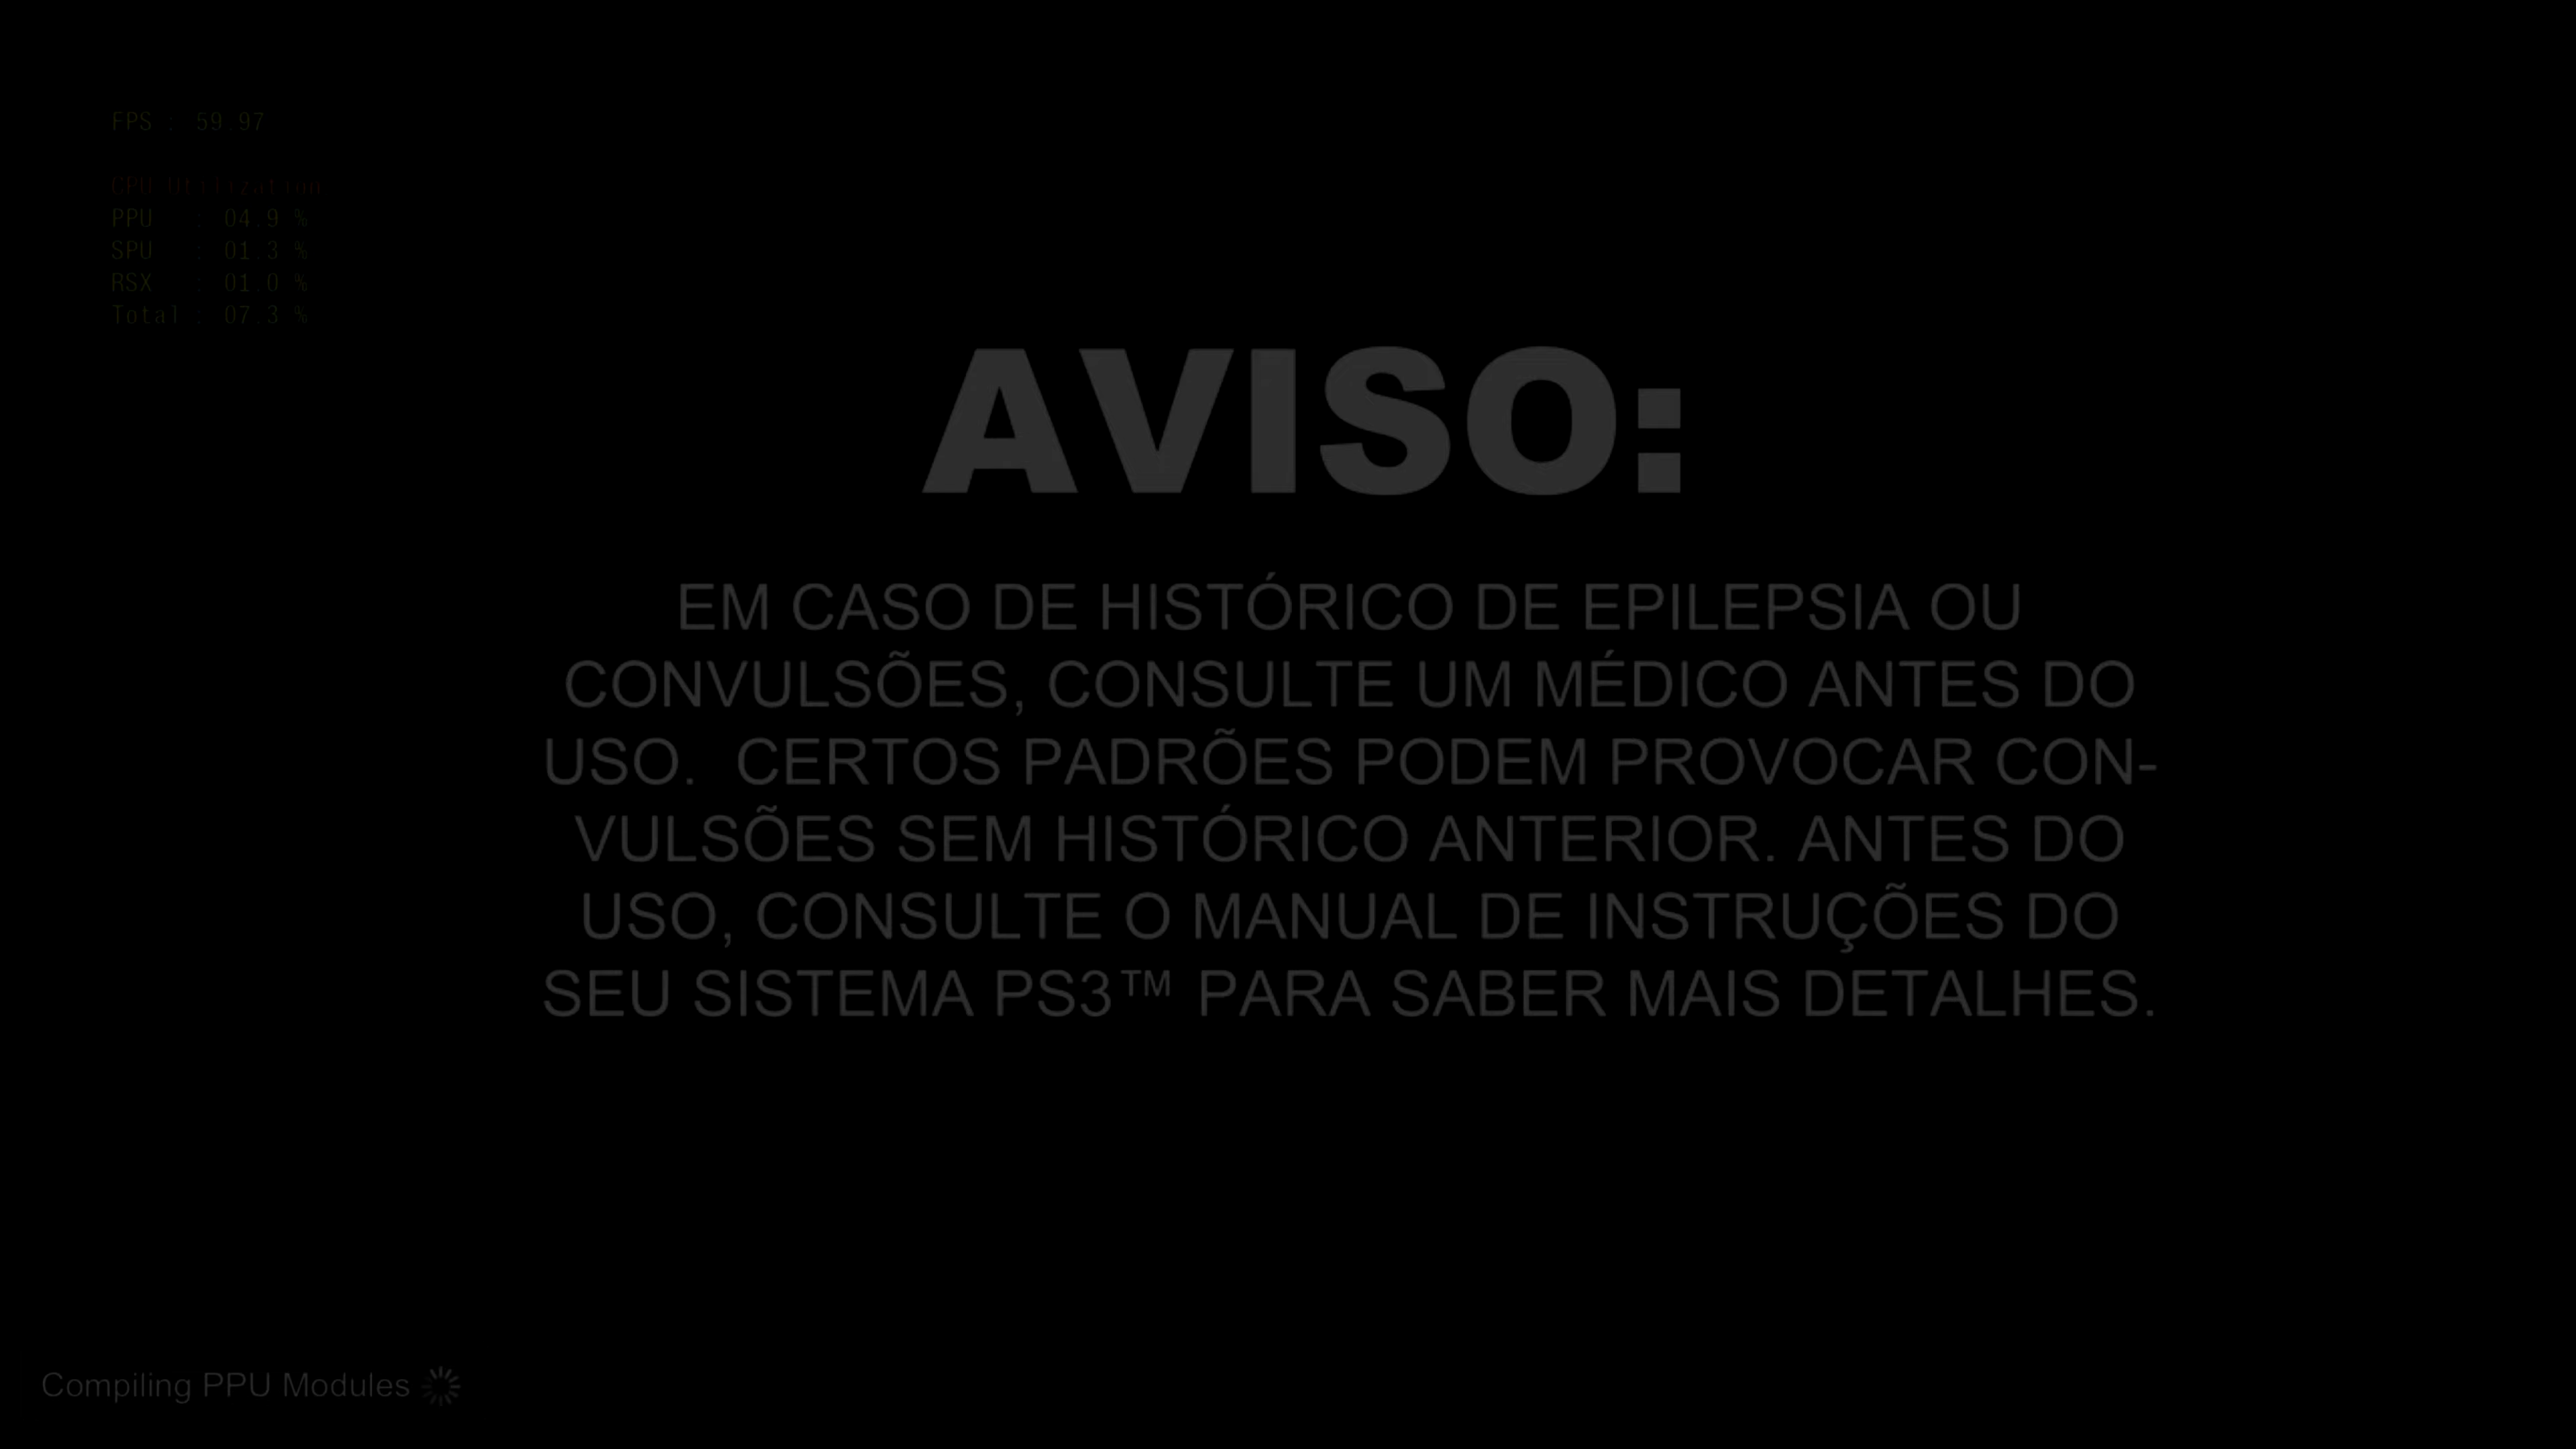 FPS : 59.97
CPU Utilization
PPU : 04.9 %
SPU : 01.3 %
RSX : 01.0 %
Total : 07.3 %
AVISO:
EM CASO DE HISTÓRICO DE EPILEPSIA OU
CONVULSÕES, CONSULTE UM MÉDICO ANTES DO
USO. CERTOS PADRÕES PODEM PROVOCAR CON-
VULSÕES SEM HISTÓRICO ANTERIOR. ANTES DO
USO, CONSULTE O MANUAL DE INSTRUÇÕES DO
SEU SISTEMA PS3™ PARA SABER MAIS DETALHES.
Compiling PPU Modules